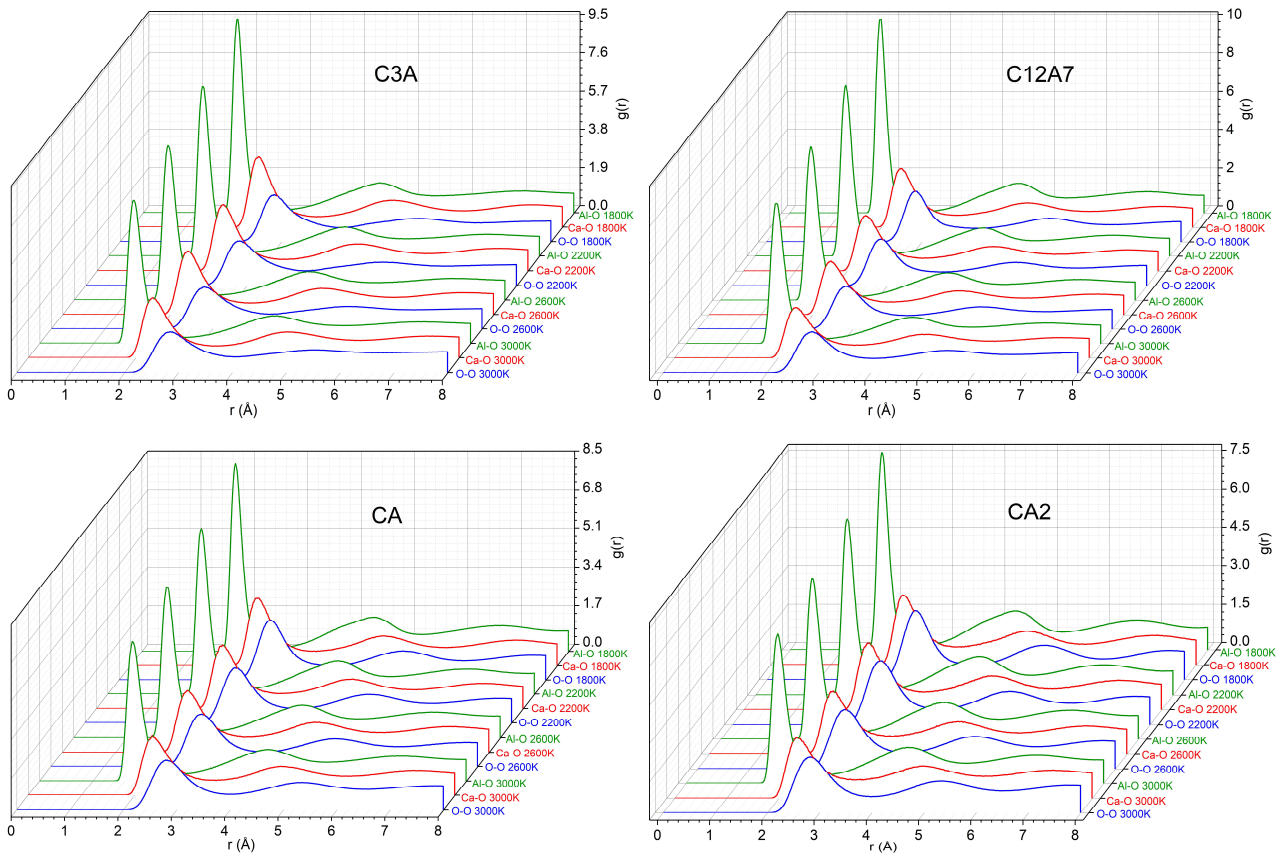 C3A
9.5
7.6
5.7
3.8
1.9
0.0
g(r)
Al-O 1800K
Ca-O 1800K
O-O 1800K
Al-O 2200K
Ca-O 2200K
O-O 2200K
Al-O 2600K
Ca-O 2600K
O-O 2600K
Al-O 3000K
Ca-O 3000K
O-O 3000K
0 1 2 3 4 5 6 7 8
r (Å)
C12A7
10
8
6
4
2
0
g(r)
Al-O 1800K
Ca-O 1800K
O-O 1800K
Al-O 2200K
Ca-O 2200K
O-O 2200K
Al-O 2600K
Ca-O 2600K
O-O 2600K
Al-O 3000K
Ca-O 3000K
O-O 3000K
0 1 2 3 4 5 6 7 8
r (Å)
CA
8.5
6.8
5.1
3.4
1.7
0.0
g(r)
Al-O 1800K
Ca-O 1800K
O-O 1800K
Al-O 2200K
Ca-O 2200K
O-O 2200K
Al-O 2600K
Ca-O 2600K
O-O 2600K
Al-O 3000K
Ca-O 3000K
O-O 3000K
0 1 2 3 4 5 6 7 8
r (Å)
CA2
7.5
6.0
4.5
3.0
1.5
0.0
g(r)
Al-O 1800K
Ca-O 1800K
O-O 1800K
Al-O 2200K
Ca-O 2200K
O-O 2200K
Al-O 2600K
Ca-O 2600K
O-O 2600K
Al-O 3000K
Ca-O 3000K
O-O 3000K
0 1 2 3 4 5 6 7 8
r (Å)